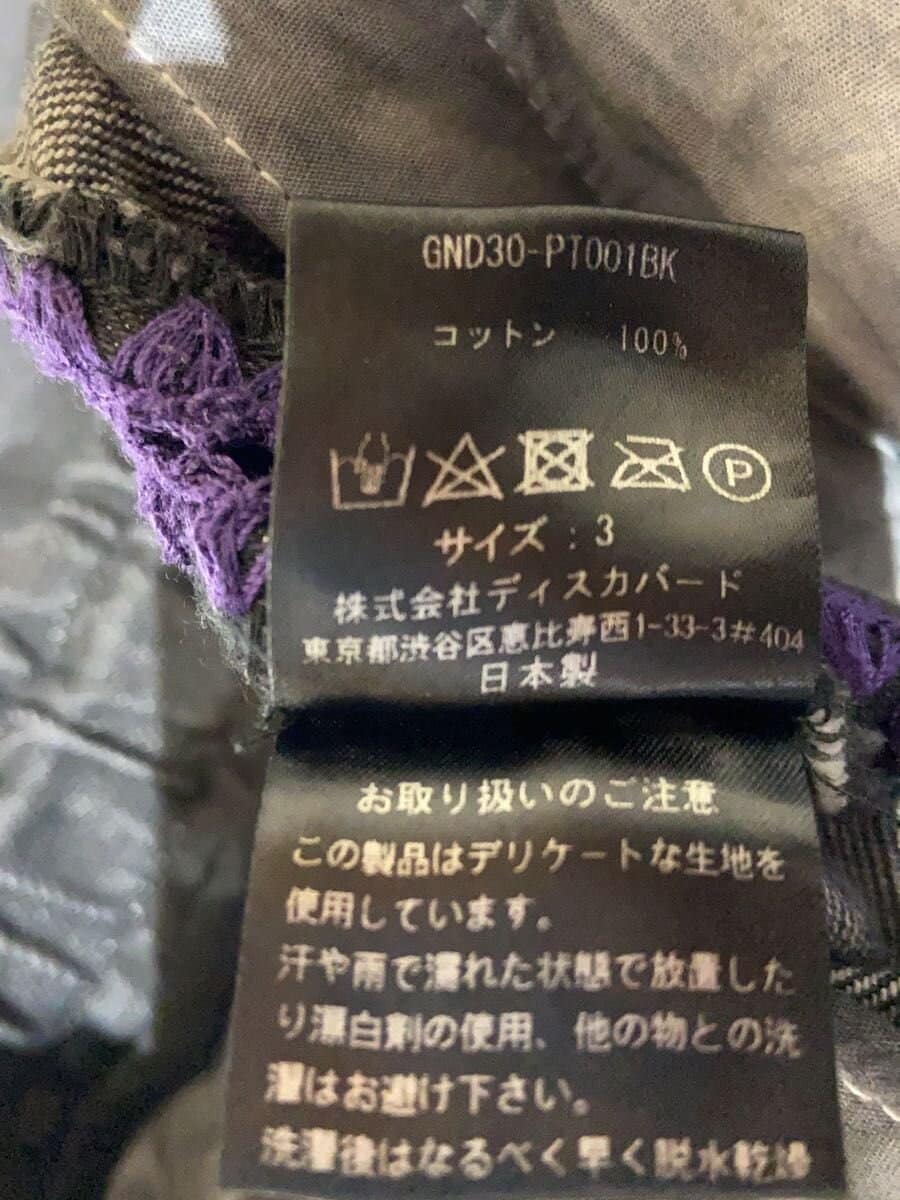 GND30-PT001BK
コットン 100%
P
サイズ : 3
株式会社ディスカバード
東京都渋谷区恵比寿西1-33-3#404
日本製
お取り扱いのご注意
この製品はデリケートな生地を
使用しています。
汗や雨で濡れた状態で放置した
り漂白剤の使用、他の物との洗
濯はお避け下さい。
洗濯後はなるべく早く脱水乾燥